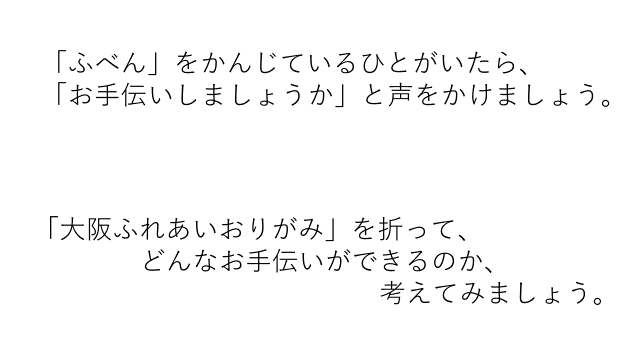 「ふべん」をかんじているひとがいたら、
「お手伝いしましょうか」と声をかけましょう。
「大阪ふれあいおりがみ」を折って、
どんなお手伝いができるのか、
考えてみましょう。